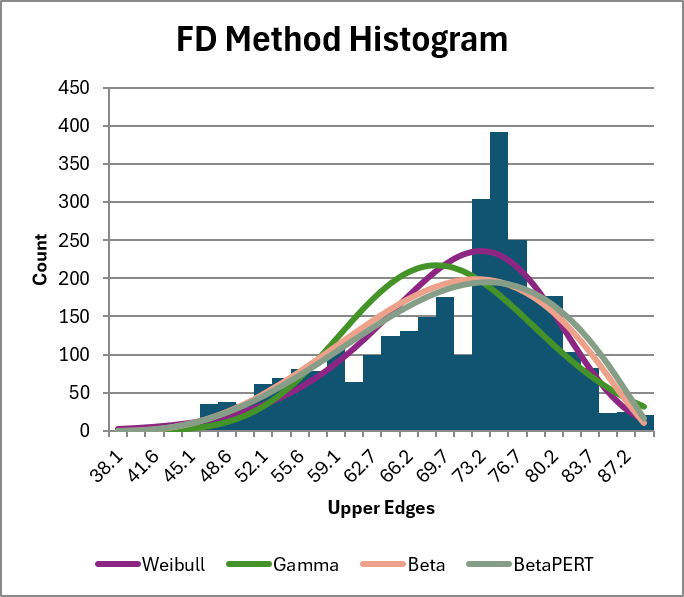 FD Method Histogram
450
400
350
300
250
200
150
100
50
0
Count
38.1 41.6 45.1 48.6 52.1 55.6 59.1 62.7 66.2 69.7 73.2 76.7 80.2 83.7 87.2
Upper Edges
Weibull Gamma Beta BetaPERT